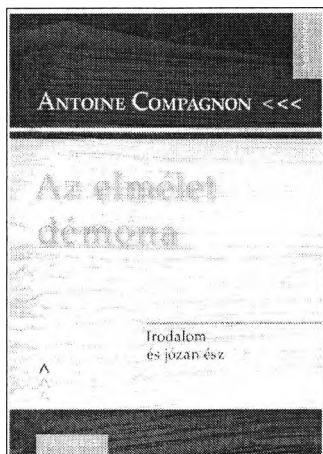 ANTOINE COMPAGNON <<<
Az elmélet
démona
Irodalom
és józan ész